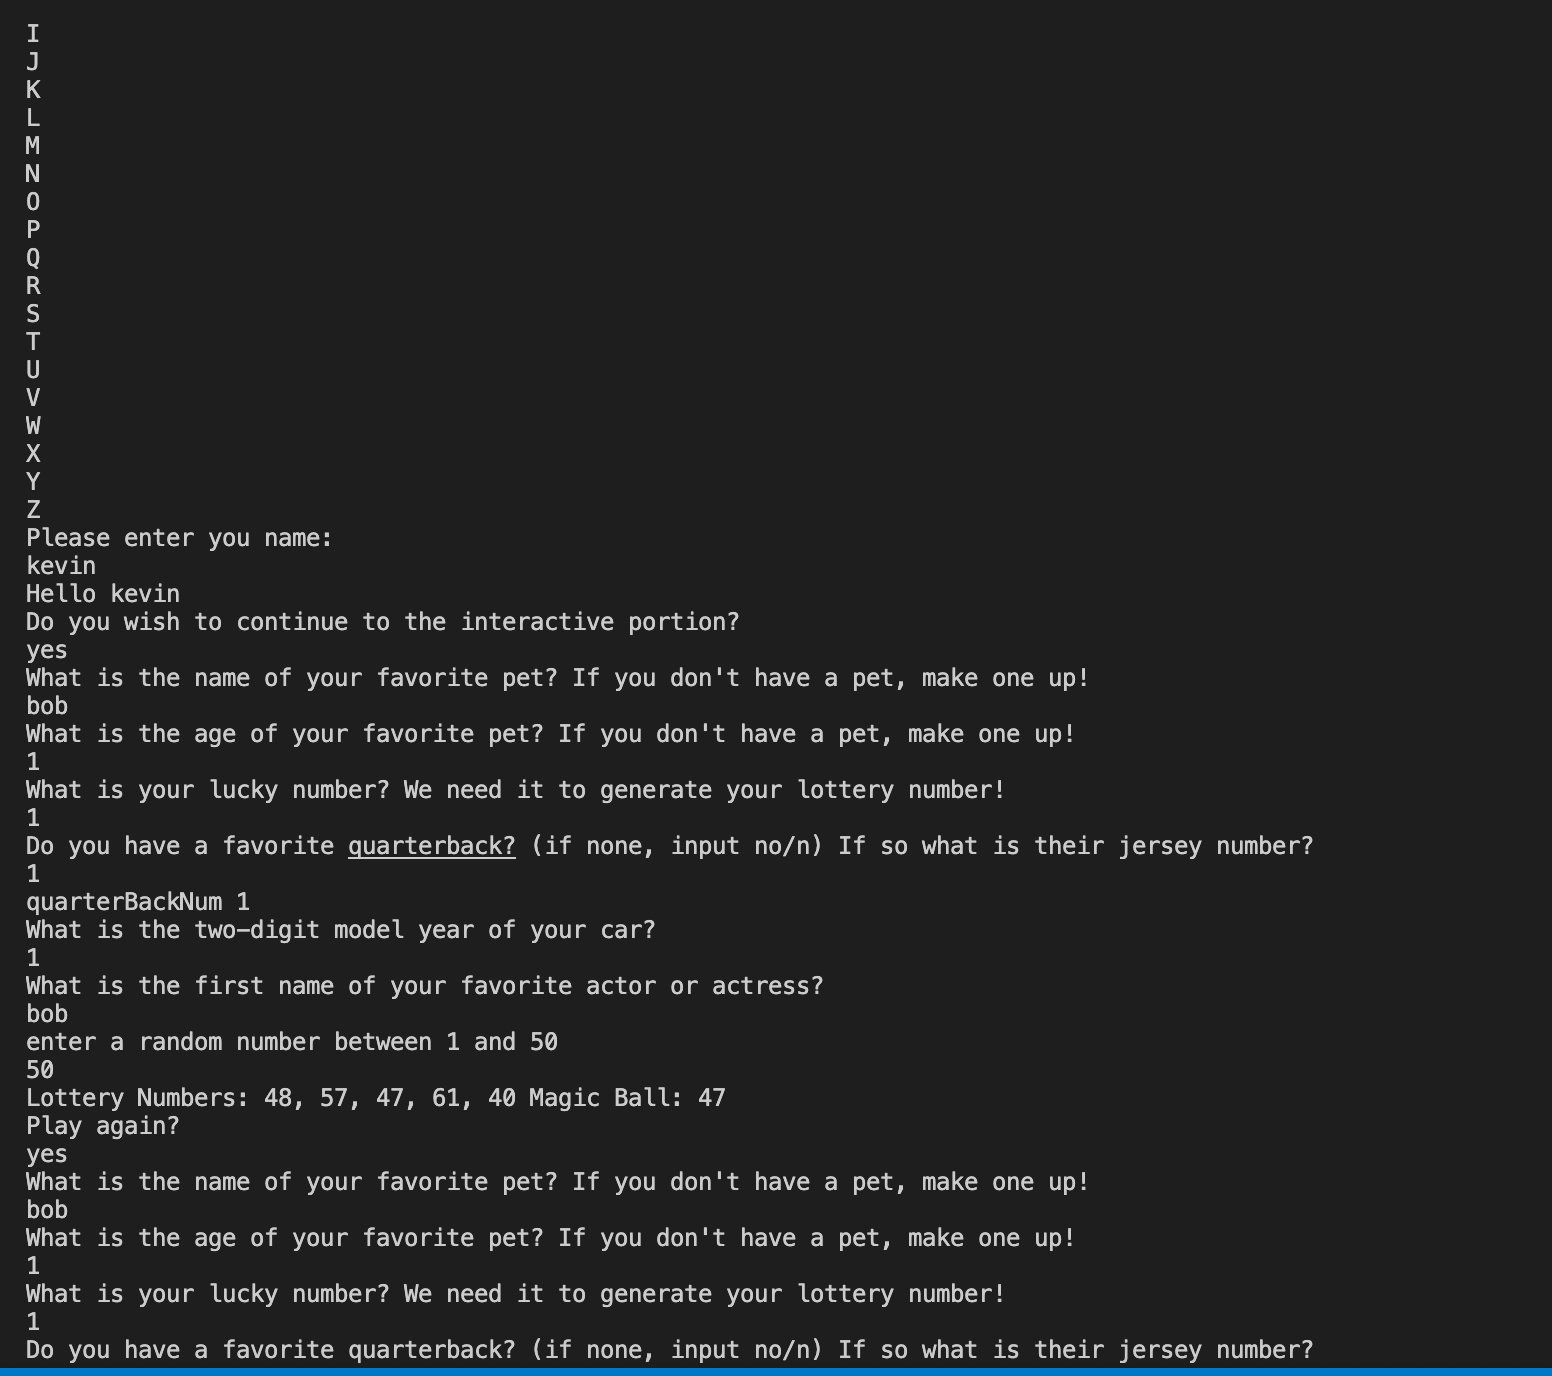 I
J
K
L
M
N
O
P
Q
R
S
T
U
V
W
X
Y
Z
Please enter you name:
kevin
Hello kevin
Do you wish to continue to the interactive portion?
yes
What is the name of your favorite pet? If you don't have a pet, make one up!
bob
What is the age of your favorite pet? If you don't have a pet, make one up!
1
What is your lucky number? We need it to generate your lottery number!
1
Do you have a favorite quarterback? (if none, input no/n) If so what is their jersey number?
1
quarterBackNum 1
What is the two-digit model year of your car?
1
What is the first name of your favorite actor or actress?
bob
enter a random number between 1 and 50
50
Lottery Numbers: 48, 57, 47, 61, 40 Magic Ball: 47
Play again?
yes
What is the name of your favorite pet? If you don't have a pet, make one up!
bob
What is the age of your favorite pet? If you don't have a pet, make one up!
1
What is your lucky number? We need it to generate your lottery number!
1
Do you have a favorite quarterback? (if none, input no/n) If so what is their jersey number?